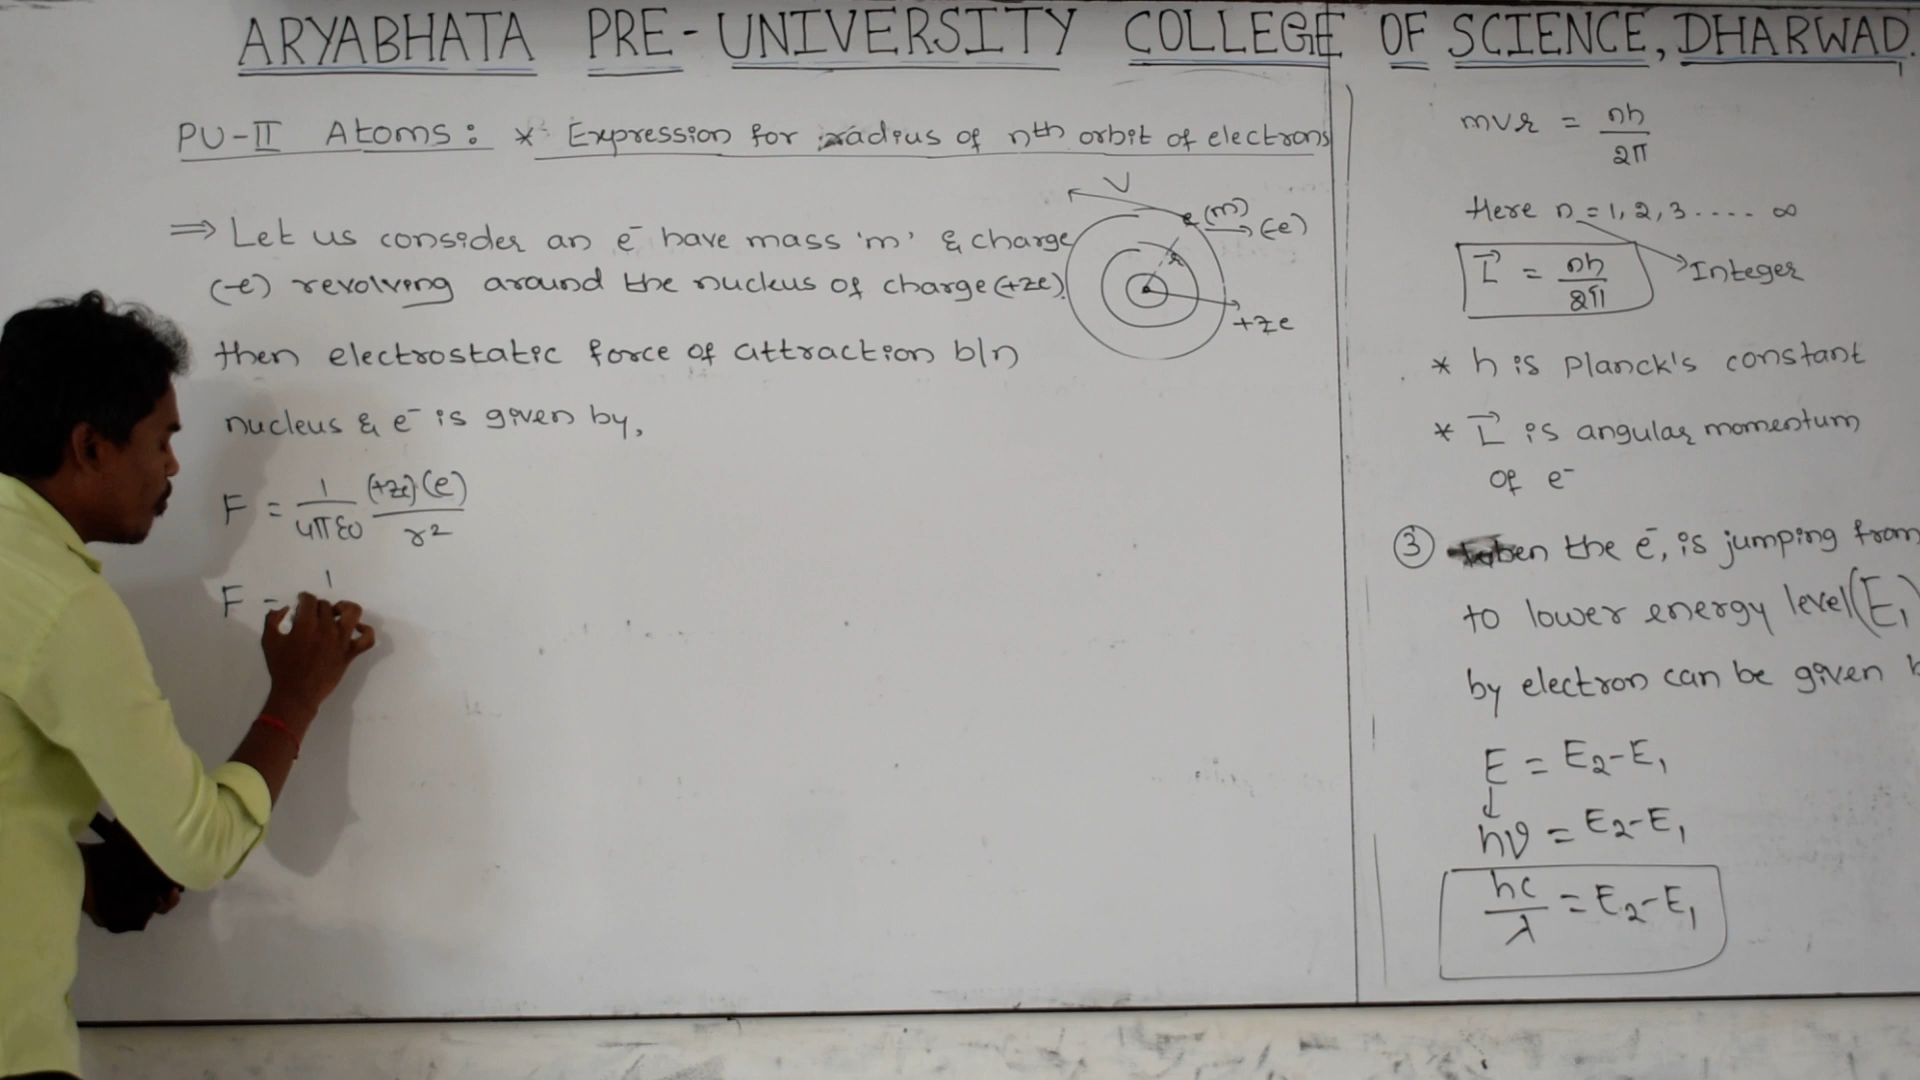 ARYABHATA PRE-UNIVERSITY COLLEGE OF SCIENCE, DHARWAD.
PU-II Atoms: * Expression for radius of nth orbit of electrons
⇒ Let us consider an e⁻ have mass 'm' & charge
(-e) revolving around the nucleus of charge (+ze).
then electrostatic force of attraction b/n
nucleus & e⁻ is given by,
F = 1/4πε0 (+ze)(e)/r²
F = 1
V
e (m)
(-e)
r
+ze
mvr = nh/2π
Here n = 1, 2, 3 .... ∞
L⃗ = nh/2π
Integer
* h is Planck's constant
* L⃗ is angular momentum
of e⁻
③ the e⁻, is jumping from
to lower energy level (E₁)
by electron can be given
E = E₂-E₁
↓
hν = E₂-E₁
hc/λ = E₂-E₁